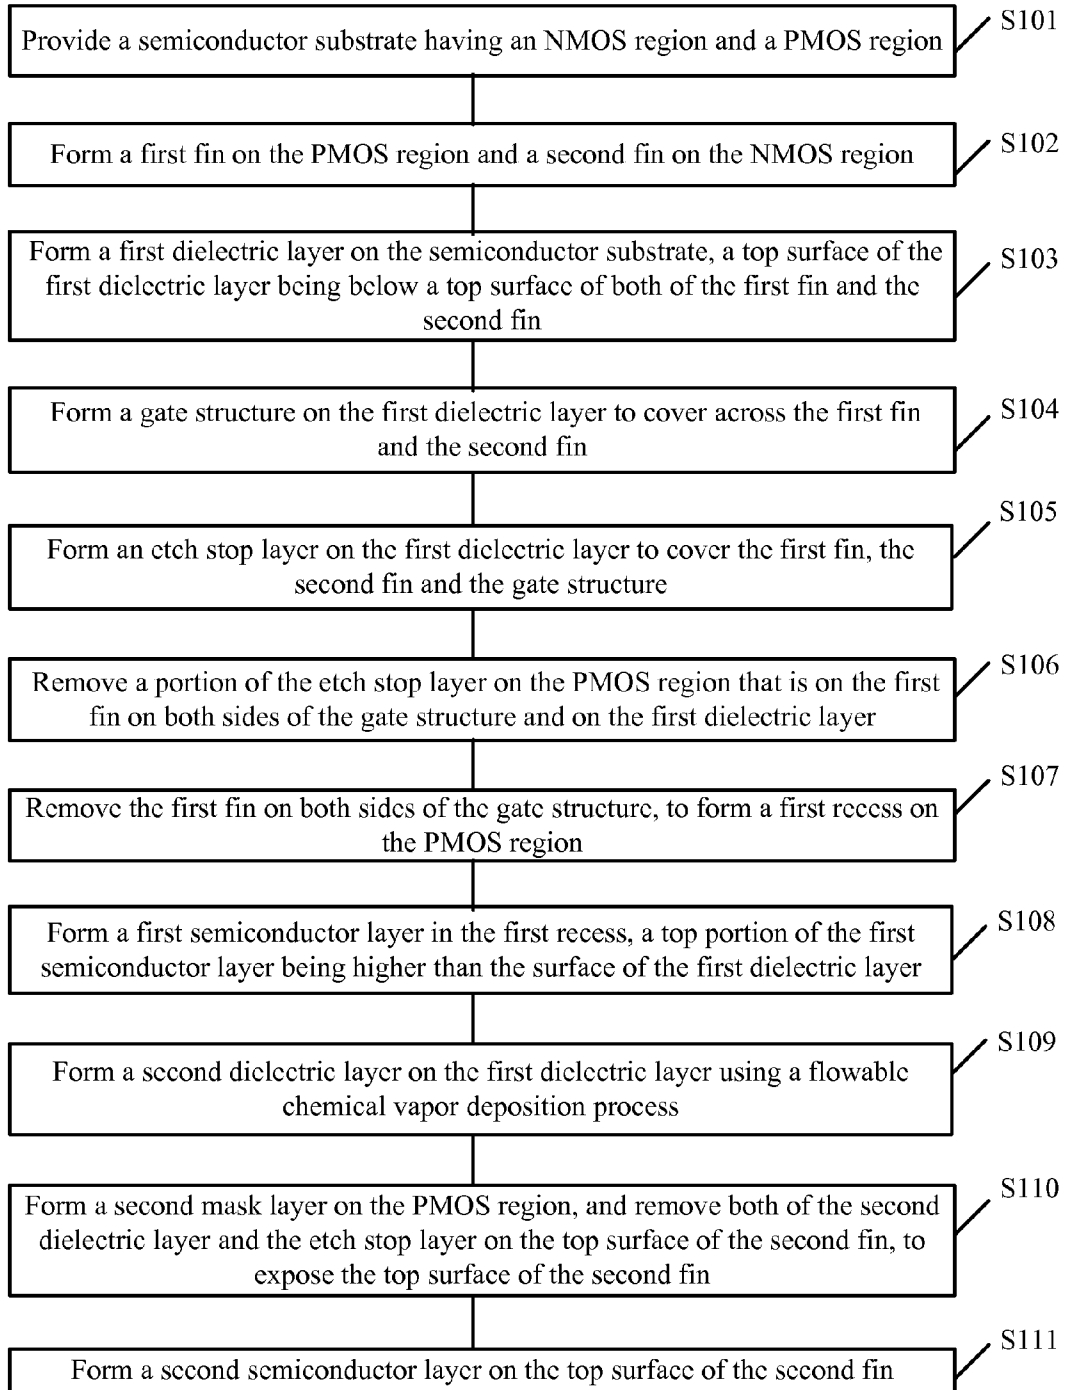 S101
Provide a semiconductor substrate having an NMOS region and a PMOS region
S102
Form a first fin on the PMOS region and a second fin on the NMOS region
S103
Form a first dielectric layer on the semiconductor substrate, a top surface of the
first dielectric layer being below a top surface of both of the first fin and the
second fin
S104
Form a gate structure on the first dielectric layer to cover across the first fin
and the second fin
S105
Form an etch stop layer on the first dielectric layer to cover the first fin, the
second fin and the gate structure
S106
Remove a portion of the etch stop layer on the PMOS region that is on the first
fin on both sides of the gate structure and on the first dielectric layer
S107
Remove the first fin on both sides of the gate structure, to form a first recess on
the PMOS region
S108
Form a first semiconductor layer in the first recess, a top portion of the first
semiconductor layer being higher than the surface of the first dielectric layer
S109
Form a second dielectric layer on the first dielectric layer using a flowable
chemical vapor deposition process
S110
Form a second mask layer on the PMOS region, and remove both of the second
dielectric layer and the etch stop layer on the top surface of the second fin, to
expose the top surface of the second fin
S111
Form a second semiconductor layer on the top surface of the second fin